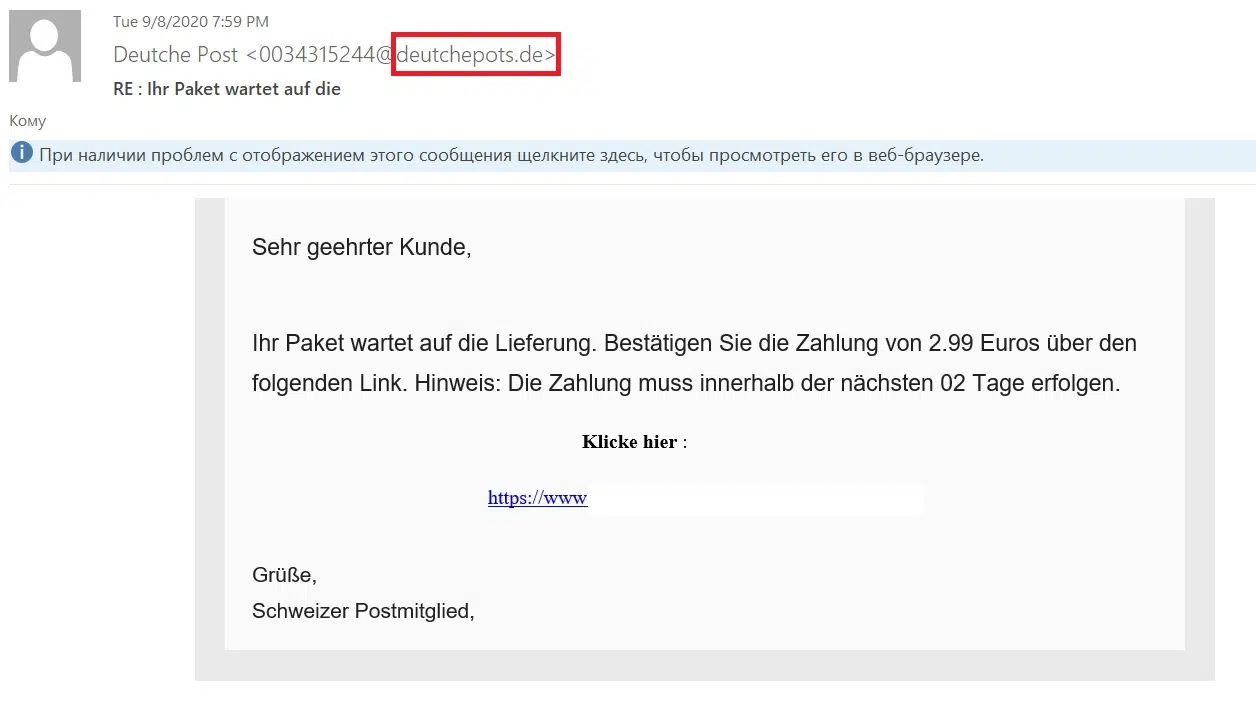 Tue 9/8/2020 7:59 PM
Deutche Post <0034315244@deutchepots.de>
RE : Ihr Paket wartet auf die
Кому
При наличии проблем с отображением этого сообщения щелкните здесь, чтобы просмотреть его в веб-браузере.
Sehr geehrter Kunde,
Ihr Paket wartet auf die Lieferung. Bestätigen Sie die Zahlung von 2.99 Euros über den
folgenden Link. Hinweis: Die Zahlung muss innerhalb der nächsten 02 Tage erfolgen.
Klicke hier :
https://www
Grüße,
Schweizer Postmitglied,